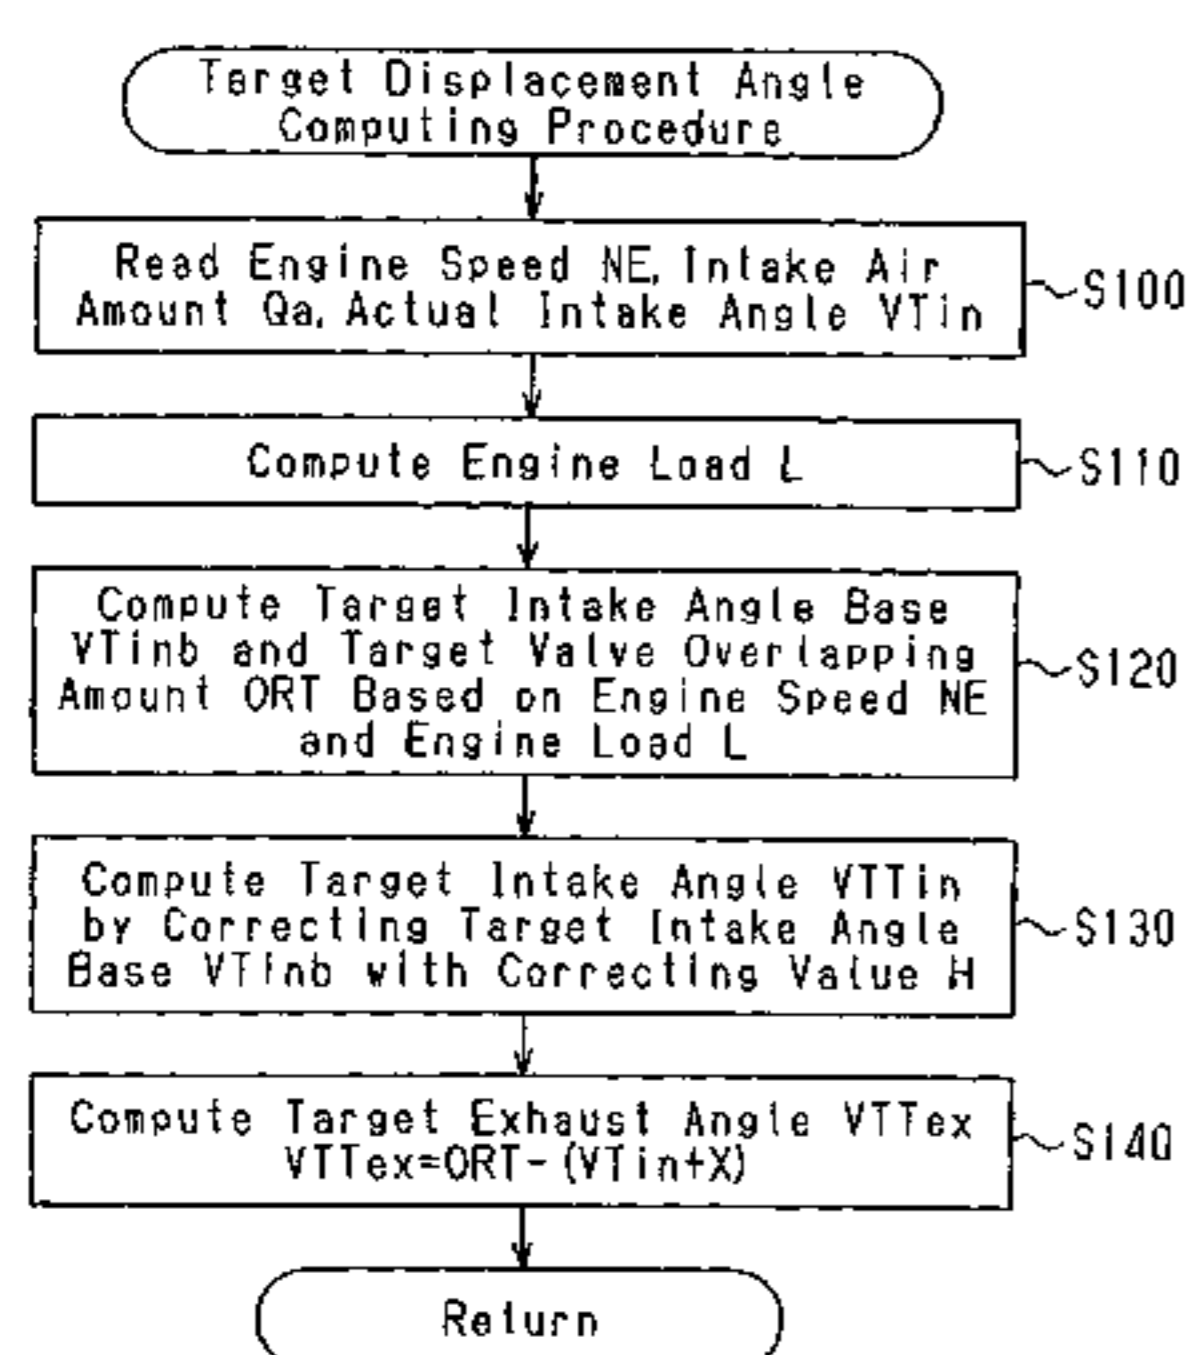 Target Displacement Angle
Computing Procedure
Read Engine Speed NE, Intake Air
Amount Qa, Actual Intake Angle VTin
S100
Compute Engine Load L
S110
Compute Target Intake Angle Base
VTinb and Target Valve Overlapping
Amount ORT Based on Engine Speed NE
and Engine Load L
S120
Compute Target Intake Angle VTTin
by Correcting Target Intake Angle
Base VTinb with Correcting Value H
S130
Compute Target Exhaust Angle VTTex
VTTex=ORT-(VTin+X)
S140
Return